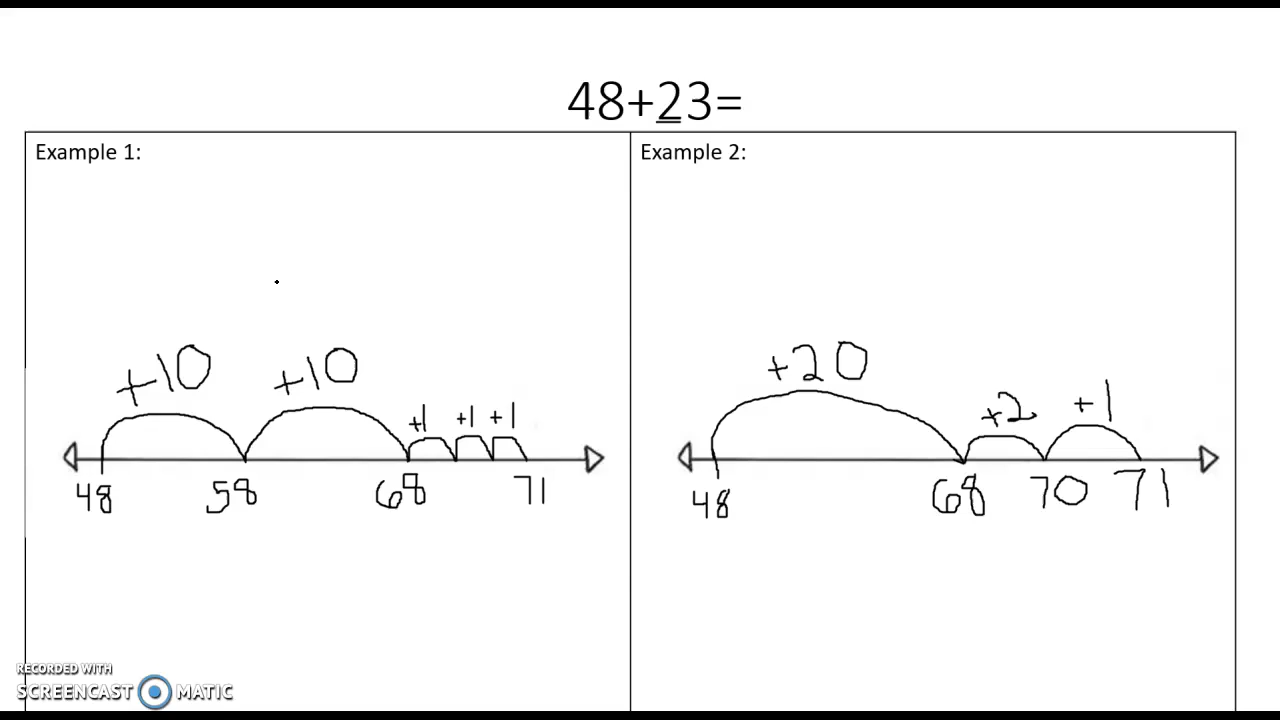 48+23=
Example 1:
+10 +10 +1 +1 +1
48 58 68 71
Example 2:
+20 +2 +1
48 68 70 71
RECORDED WITH
SCREENCAST MATIC